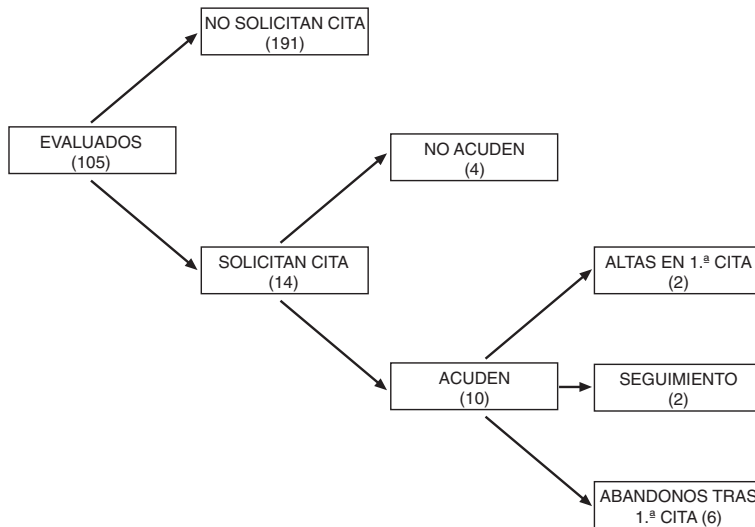 NO SOLICITAN CITA
(191)
EVALUADOS
(105)
NO ACUDEN
(4)
SOLICITAN CITA
(14)
ALTAS EN 1.ª CITA
(2)
ACUDEN
(10)
SEGUIMIENTO
(2)
ABANDONOS TRAS
1.ª CITA (6)